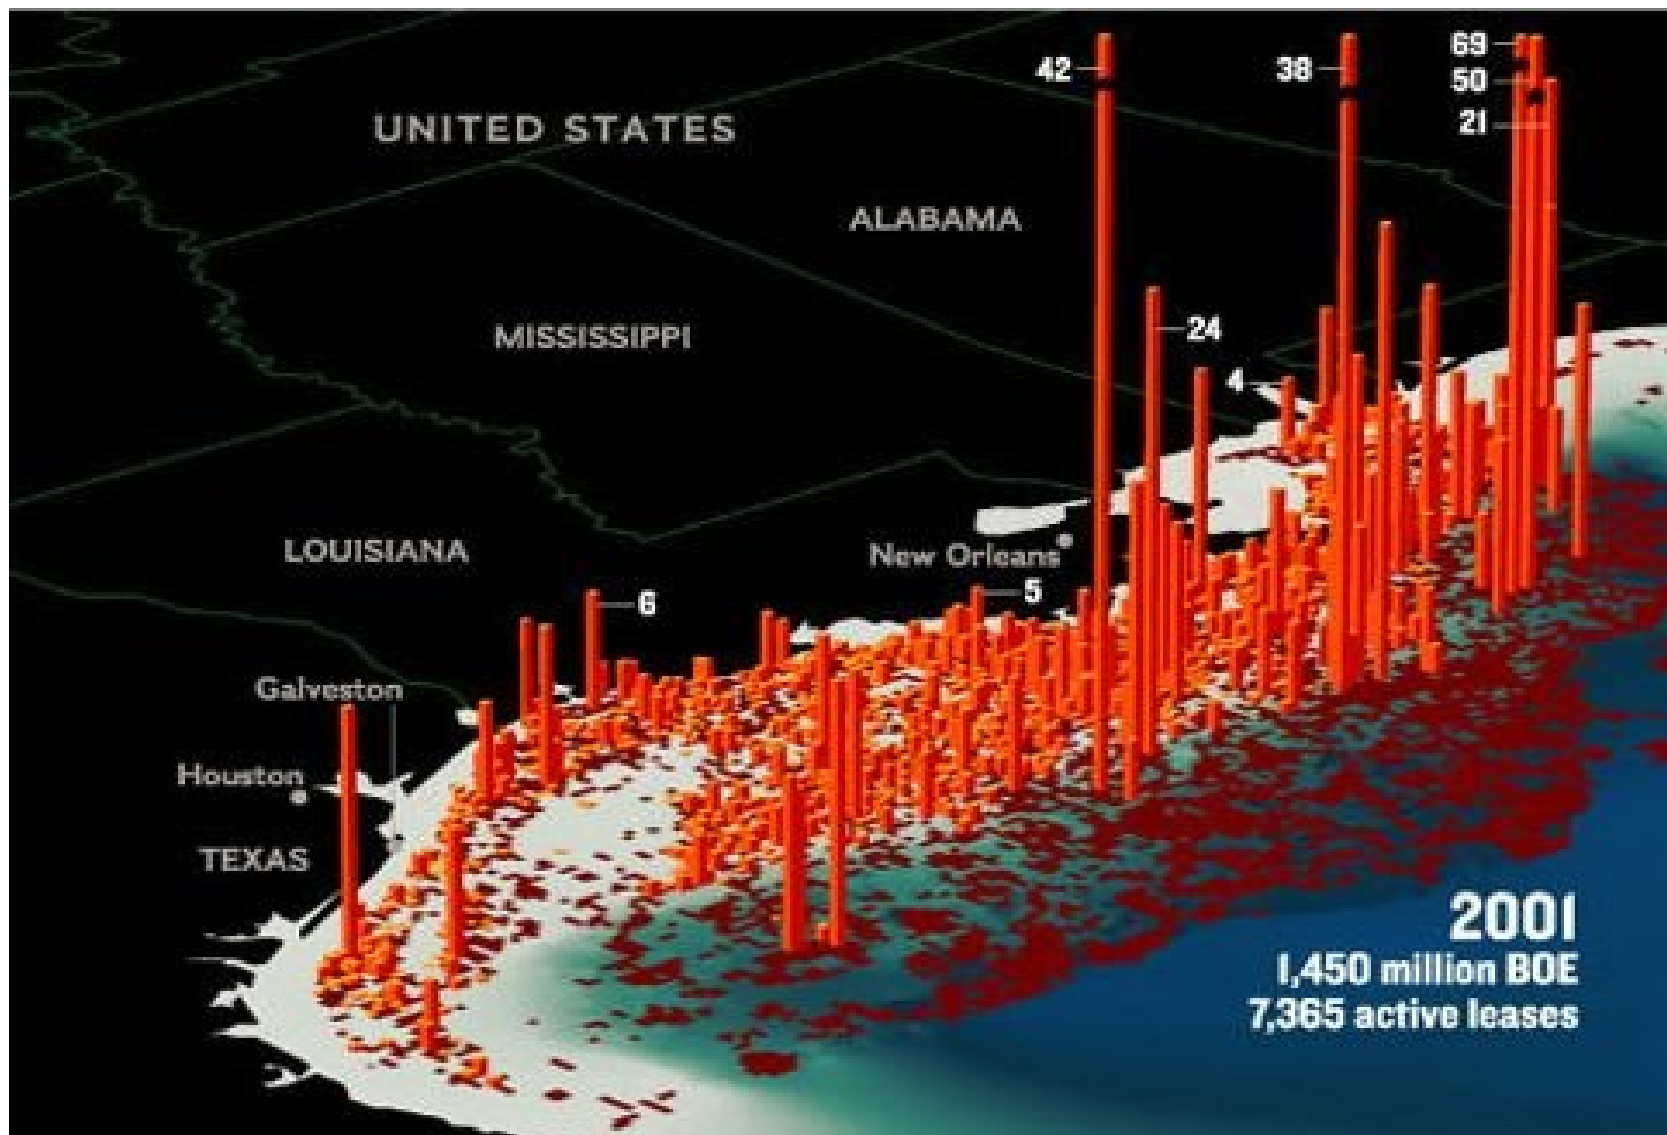 69
42
38
50
21
UNITED STATES
ALABAMA
24
MISSISSIPPI
4
New Orleans
LOUISIANA
5
6
Galveston
Houston
TEXAS
2001
1,450 million BOE
7,365 active leases